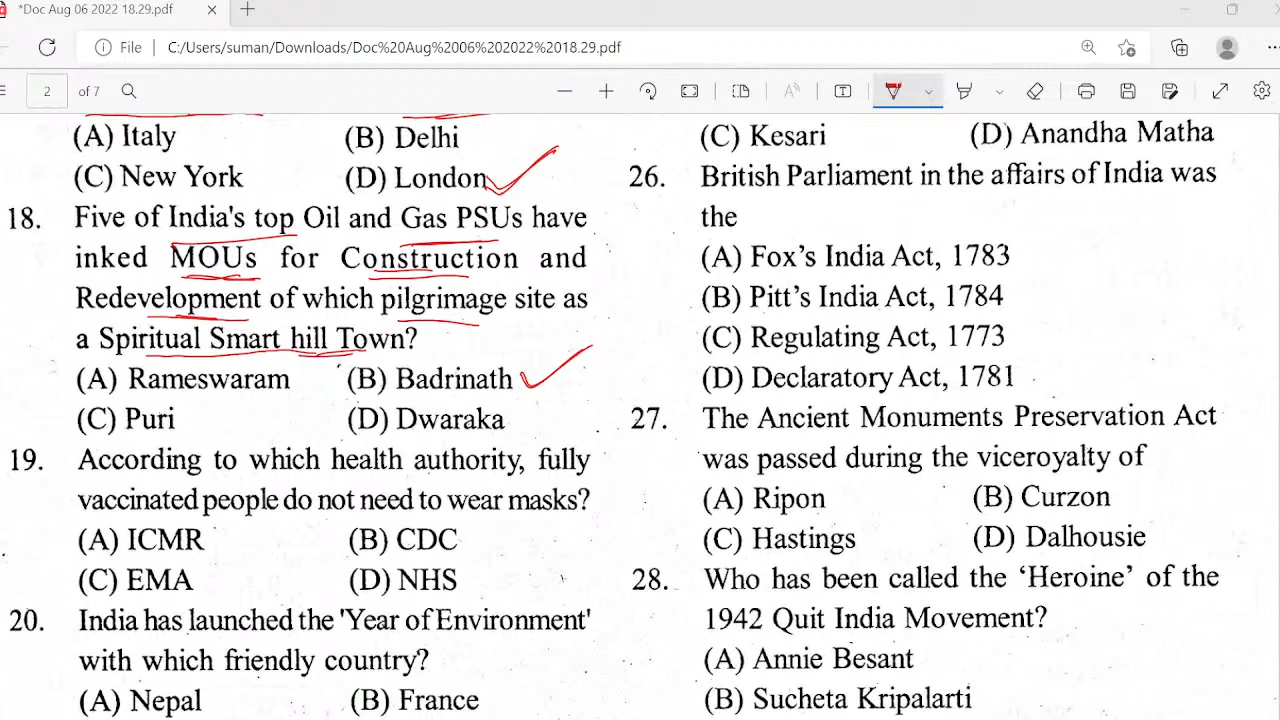 *Doc Aug 06 2022 18.29.pdf
File
C:/Users/suman/Downloads/Doc%20Aug%2006%202022%2018.29.pdf
2 of 7
(A) Italy (B) Delhi
(C) New York (D) London
18. Five of India's top Oil and Gas PSUs have
inked MOUs for Construction and
Redevelopment of which pilgrimage site as
a Spiritual Smart hill Town?
(A) Rameswaram (B) Badrinath
(C) Puri (D) Dwaraka
19. According to which health authority, fully
vaccinated people do not need to wear masks?
(A) ICMR (B) CDC
(C) EMA (D) NHS
20. India has launched the 'Year of Environment'
with which friendly country?
(A) Nepal (B) France
(C) Kesari (D) Anandha Matha
26. British Parliament in the affairs of India was
the
(A) Fox's India Act, 1783
(B) Pitt's India Act, 1784
(C) Regulating Act, 1773
(D) Declaratory Act, 1781
27. The Ancient Monuments Preservation Act
was passed during the viceroyalty of
(A) Ripon (B) Curzon
(C) Hastings (D) Dalhousie
28. Who has been called the ‘Heroine’ of the
1942 Quit India Movement?
(A) Annie Besant
(B) Sucheta Kripalarti